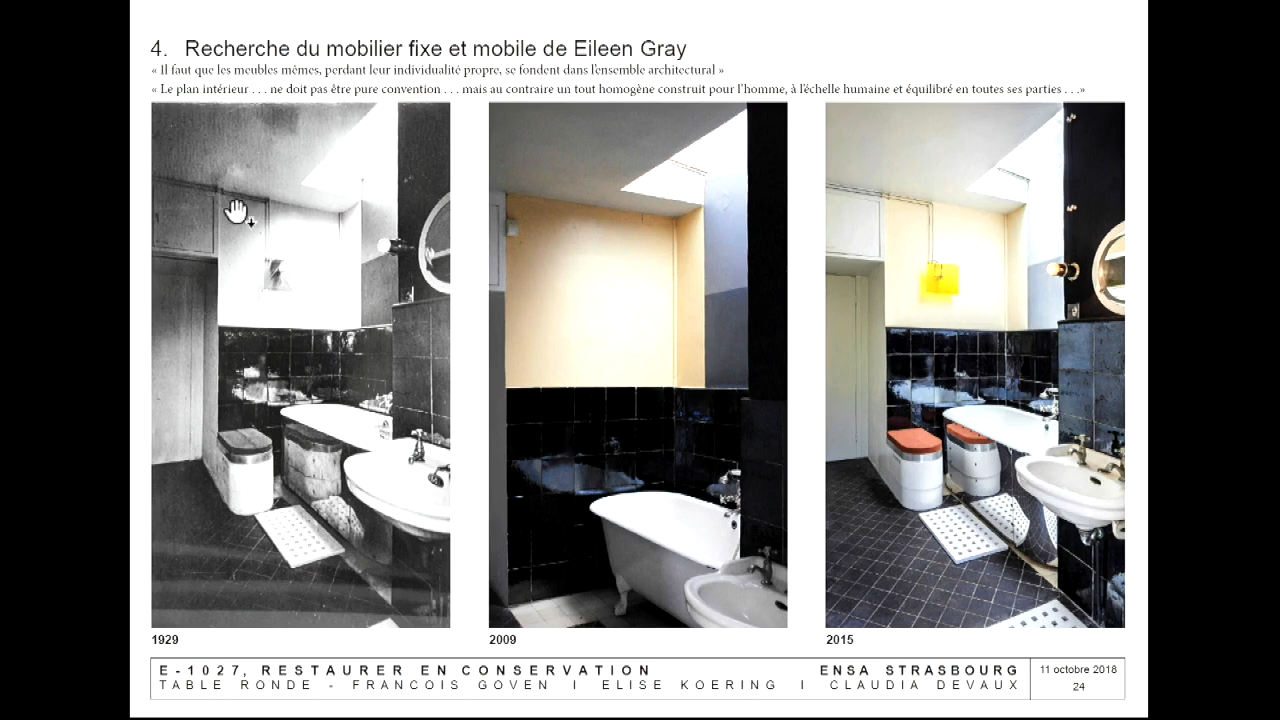 4. Recherche du mobilier fixe et mobile de Eileen Gray
« Il faut que les meubles mêmes, perdant leur individualité propre, se fondent dans l'ensemble architectural »
« Le plan intérieur . . . ne doit pas être pure convention . . . mais au contraire un tout homogène construit pour l'homme, à l'échelle humaine et équilibré en toutes ses parties . . .»
1929
2009
2015
E-1027, RESTAURER EN CONSERVATION
ENSA STRASBOURG
TABLE RONDE - FRANCOIS GOVEN I ELISE KOERING I CLAUDIA DEVAUX
11 octobre 2018
24